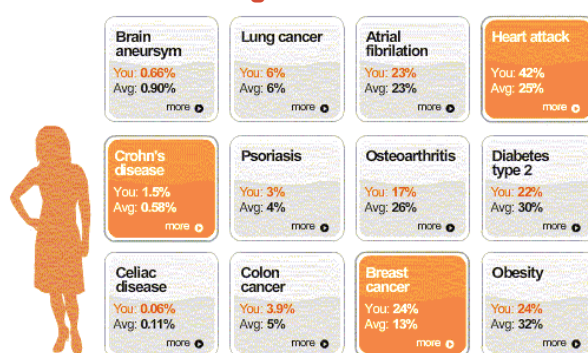 Brain
aneursym
You: 0.66%
Avg: 0.90%
more
Lung cancer
You: 6%
Avg: 6%
more
Atrial
fibrilation
You: 23%
Avg: 23%
more
Heart attack
You: 42%
Avg: 25%
more
Crohn's
disease
You: 1.5%
Avg: 0.58%
more
Psoriasis
You: 3%
Avg: 4%
more
Osteoarthritis
You: 17%
Avg: 26%
more
Diabetes
type 2
You: 22%
Avg: 30%
more
Celiac
disease
You: 0.06%
Avg: 0.11%
more
Colon
cancer
You: 3.9%
Avg: 5%
more
Breast
cancer
You: 24%
Avg: 13%
more
Obesity
You: 24%
Avg: 32%
more